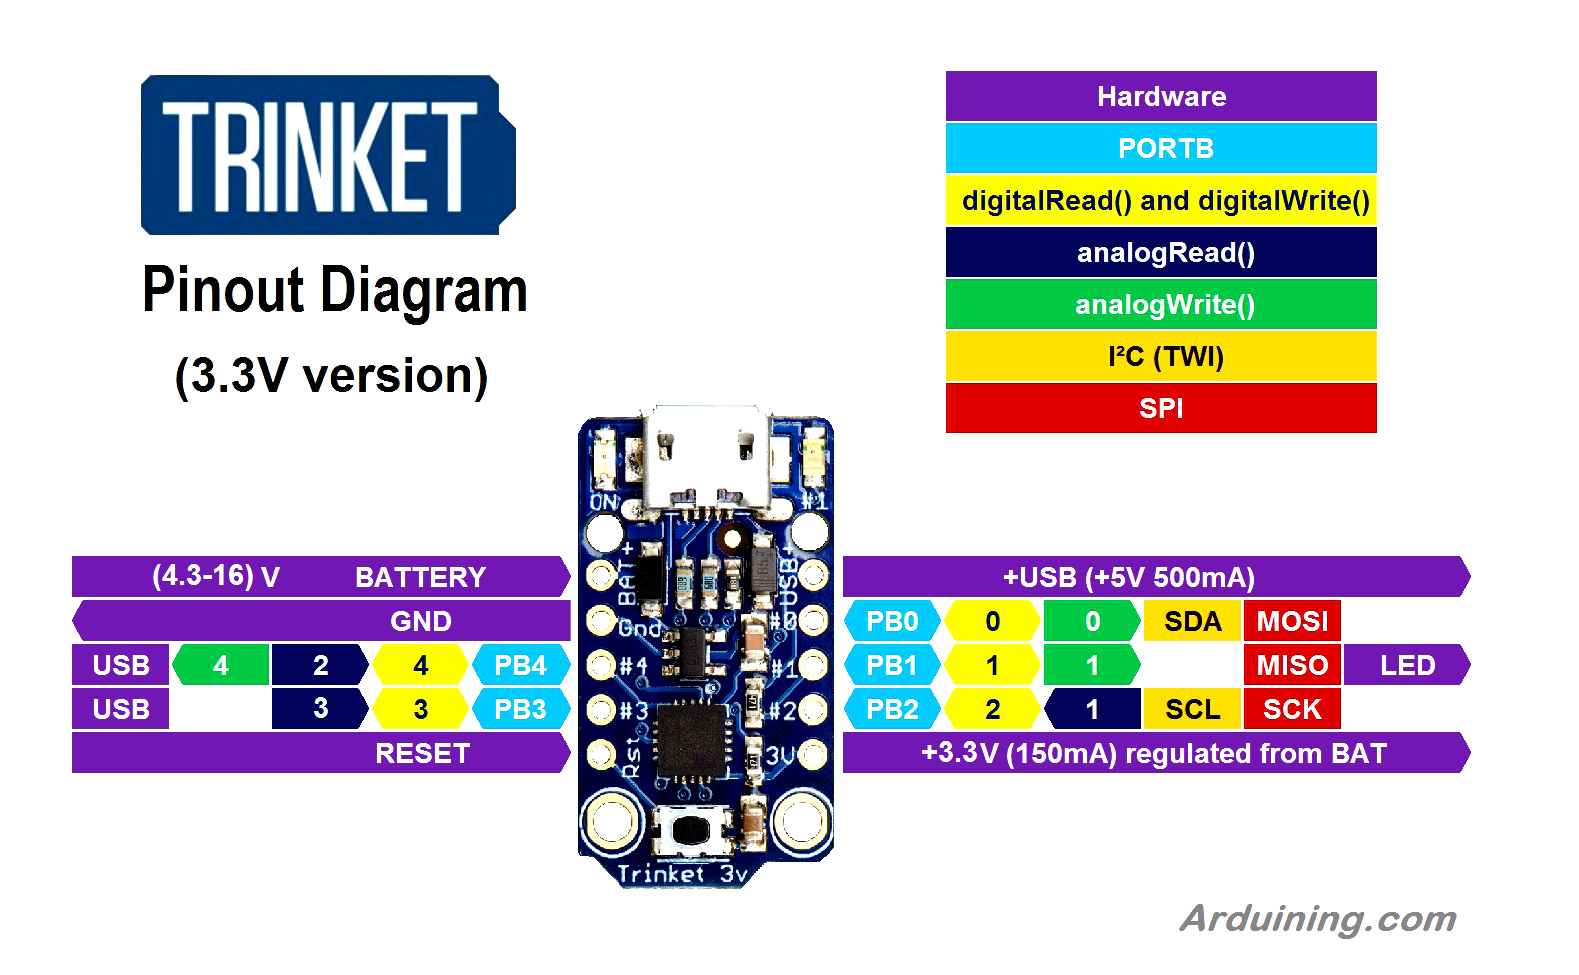 TRINKET
Pinout Diagram
(3.3V version)
Hardware
PORTB
digitalRead() and digitalWrite()
analogRead()
analogWrite()
I²C (TWI)
SPI
ON #1
BAT+ USB+
Gnd #0
#4 #1
#3 #2
Rst 3V
Trinket 3v
(4.3-16) V BATTERY
GND
USB 4 2 4 PB4
USB 3 3 PB3
RESET
+USB (+5V 500mA)
PB0 0 0 SDA MOSI
PB1 1 1 MISO LED
PB2 2 1 SCL SCK
+3.3V (150mA) regulated from BAT
Arduining.com